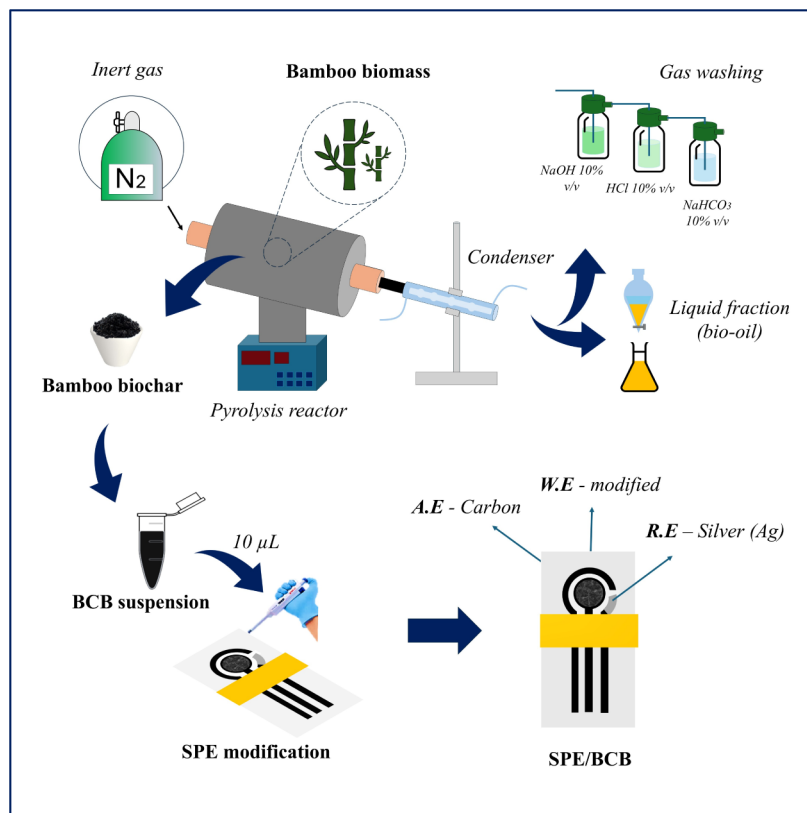 Inert gas
N2
Bamboo biomass
Gas washing
NaOH 10%
v/v
HCl 10% v/v
NaHCO3
10% v/v
Condenser
Liquid fraction
(bio-oil)
Bamboo biochar
Pyrolysis reactor
BCB suspension
10 µL
SPE modification
A.E - Carbon
W.E - modified
R.E – Silver (Ag)
SPE/BCB